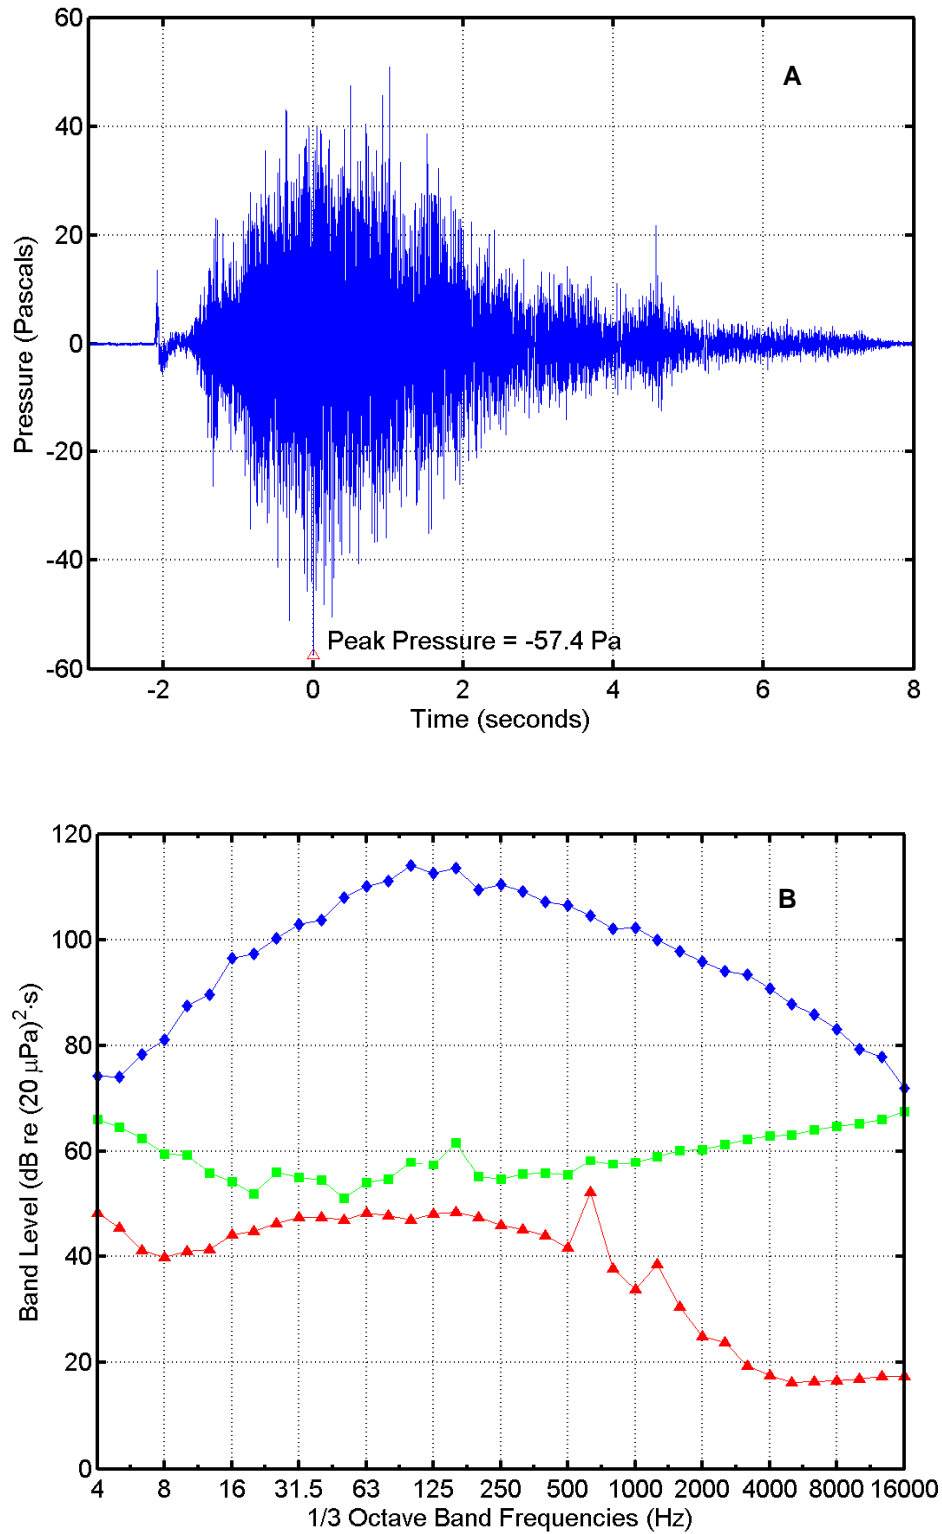 60
A
40
20
0
-20
-40
-60
Pressure (Pascals)
Peak Pressure = -57.4 Pa
-2 0 2 4 6 8
Time (seconds)
120
B
100
80
60
40
20
0
Band Level (dB re (20 μPa)²·s)
4 8 16 31.5 63 125 250 500 1000 2000 4000 8000 16000
1/3 Octave Band Frequencies (Hz)